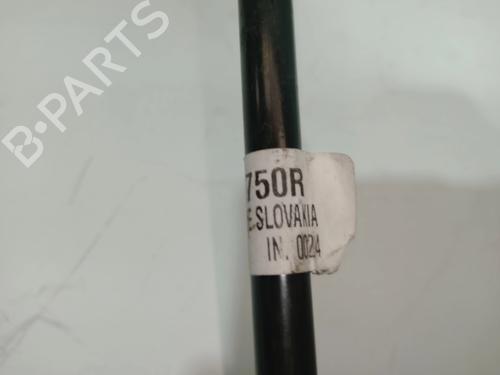 B-PARTS
750R
E.SLOVAKIA
IN. 0024